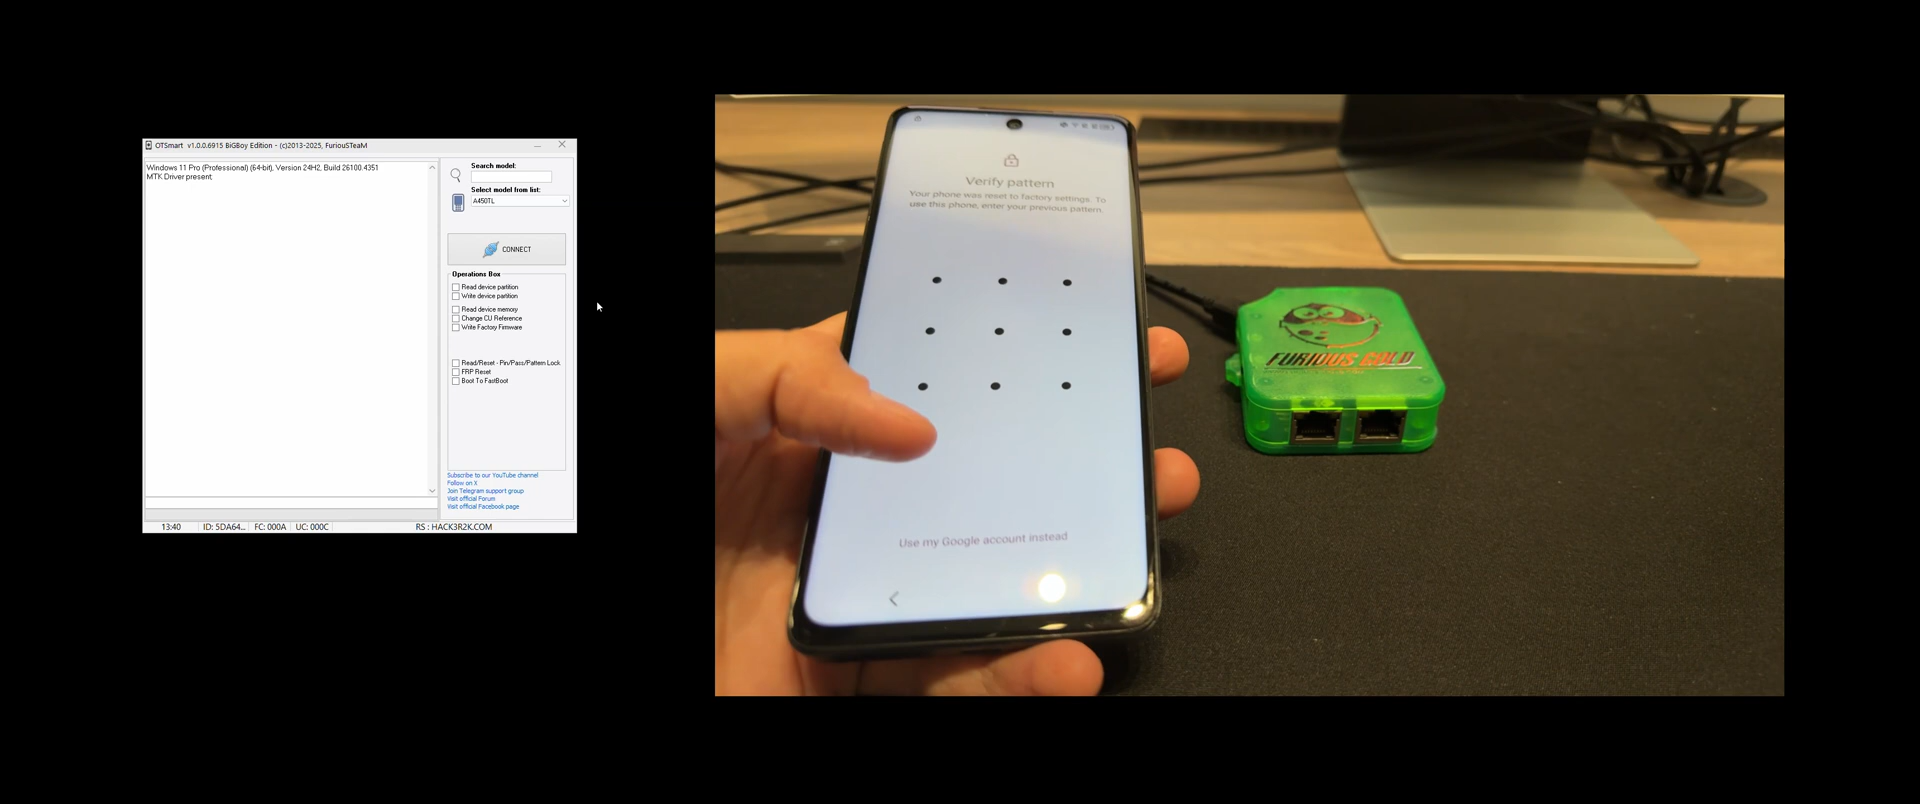 OTSmart v1.0.0.6915 BiGBoy Edition - (c)2013-2025, FuriouSTeaM
Windows 11 Pro (Professional) (64-bit), Version 24H2, Build 26100.4351
MTK Driver present
Search model:
Select model from list:
A450TL
CONNECT
Operations Box
Read device partition
Write device partition
Read device memory
Change CU Reference
Write Factory Firmware
Read/Reset - Pin/Pass/Pattern Lock
FRP Reset
Boot To FastBoot
Subscribe to our YouTube channel
Follow on X
Join Telegram support group
Visit official Forum
Visit official Facebook page
13:40
ID: 5DA64...
FC: 000A
UC: 000C
RS : HACK3R2K.COM
Verify pattern
Your phone was reset to factory settings. To
use this phone, enter your previous pattern.
Use my Google account instead
FURIOUS GOLD